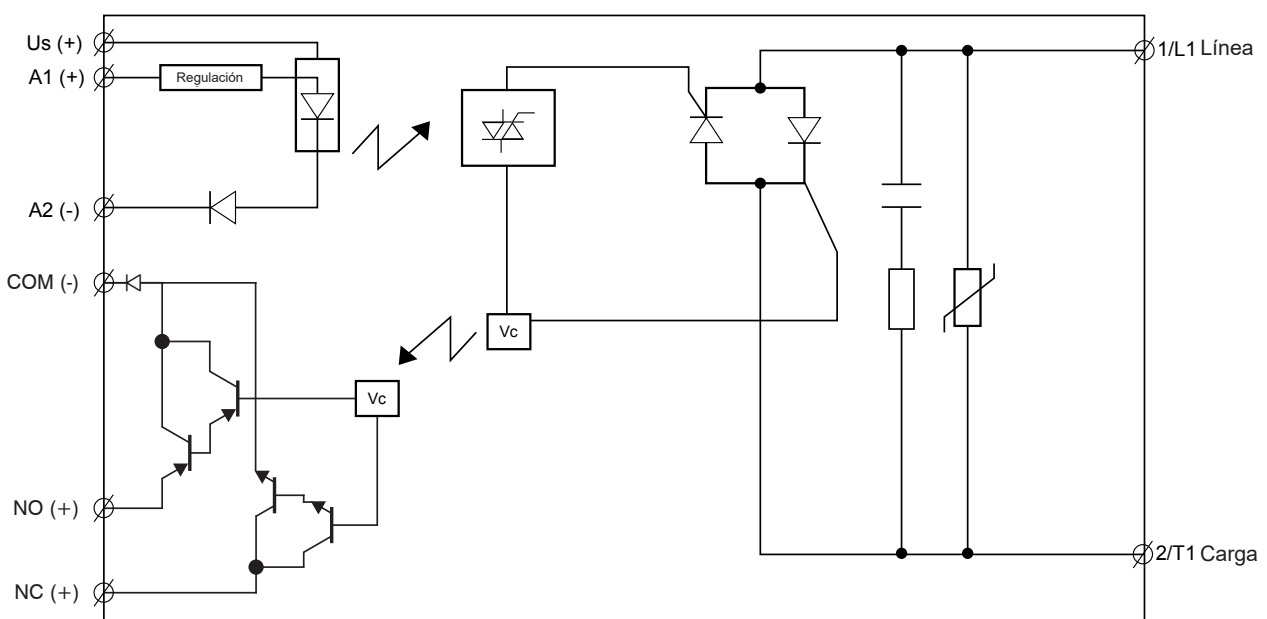 Us (+)
A1 (+)
Regulación
A2 (-)
COM (-)
NO (+)
NC (+)
Vc
Vc
1/L1 Línea
2/T1 Carga